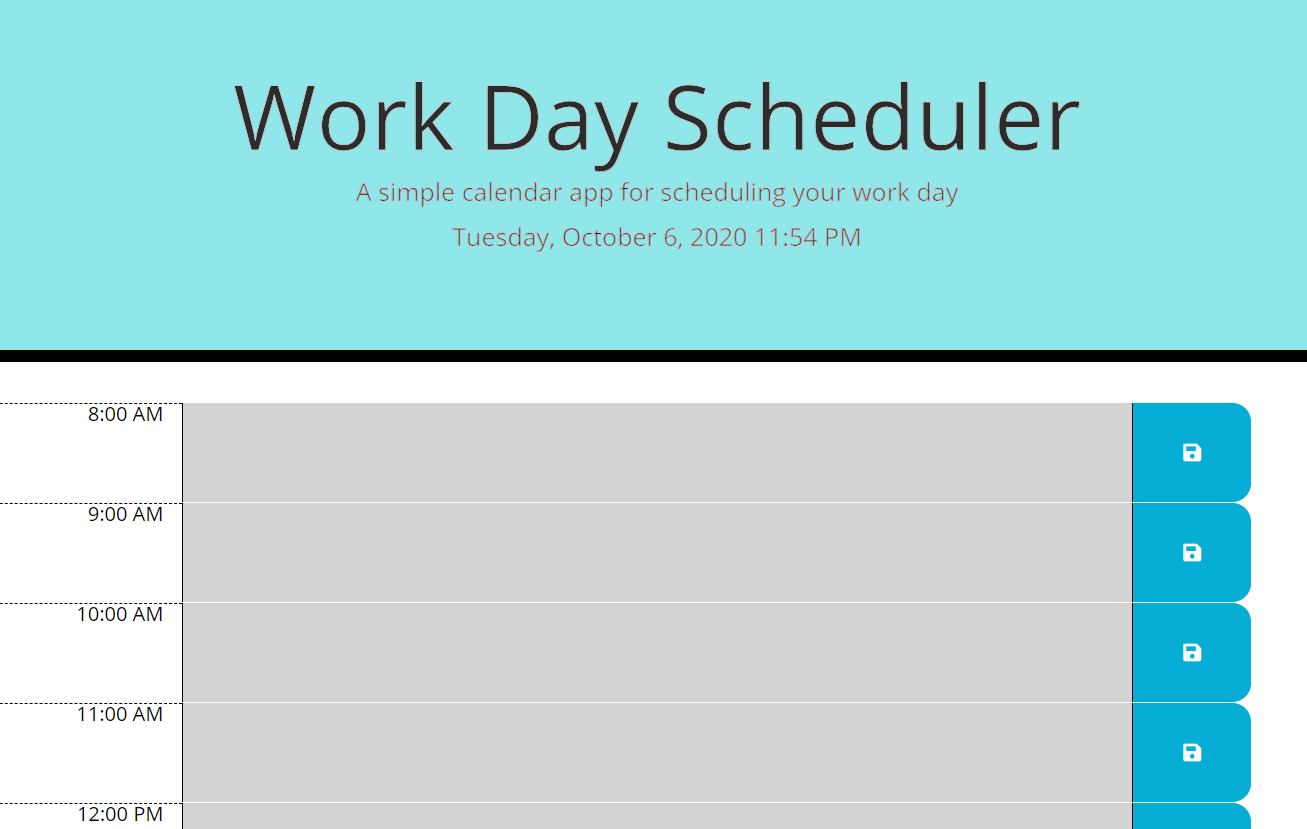 Work Day Scheduler
A simple calendar app for scheduling your work day
Tuesday, October 6, 2020 11:54 PM
8:00 AM
9:00 AM
10:00 AM
11:00 AM
12:00 PM